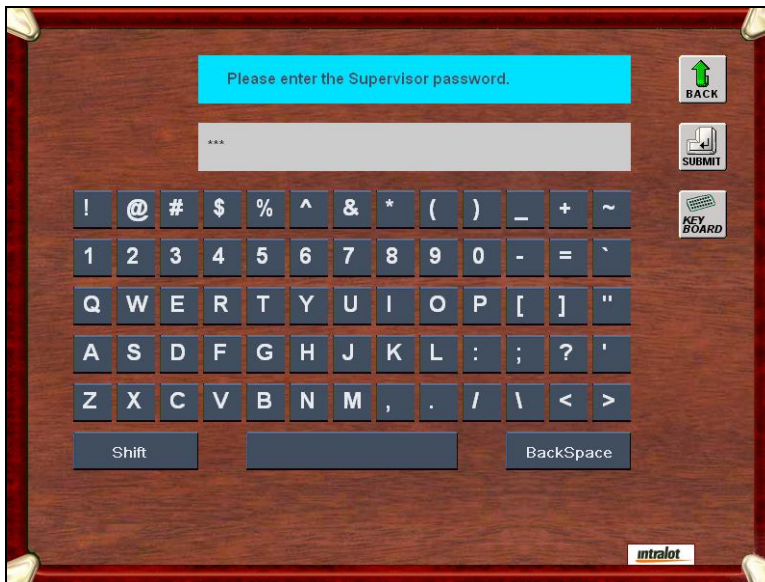 Please enter the Supervisor password.
BACK
***
SUBMIT
! @ # $ % ^ & * ( ) _ + ~
KEY
BOARD
1 2 3 4 5 6 7 8 9 0 - = `
Q W E R T Y U I O P [ ] "
A S D F G H J K L : ; ? '
Z X C V B N M , . / \ < >
Shift BackSpace
intralot